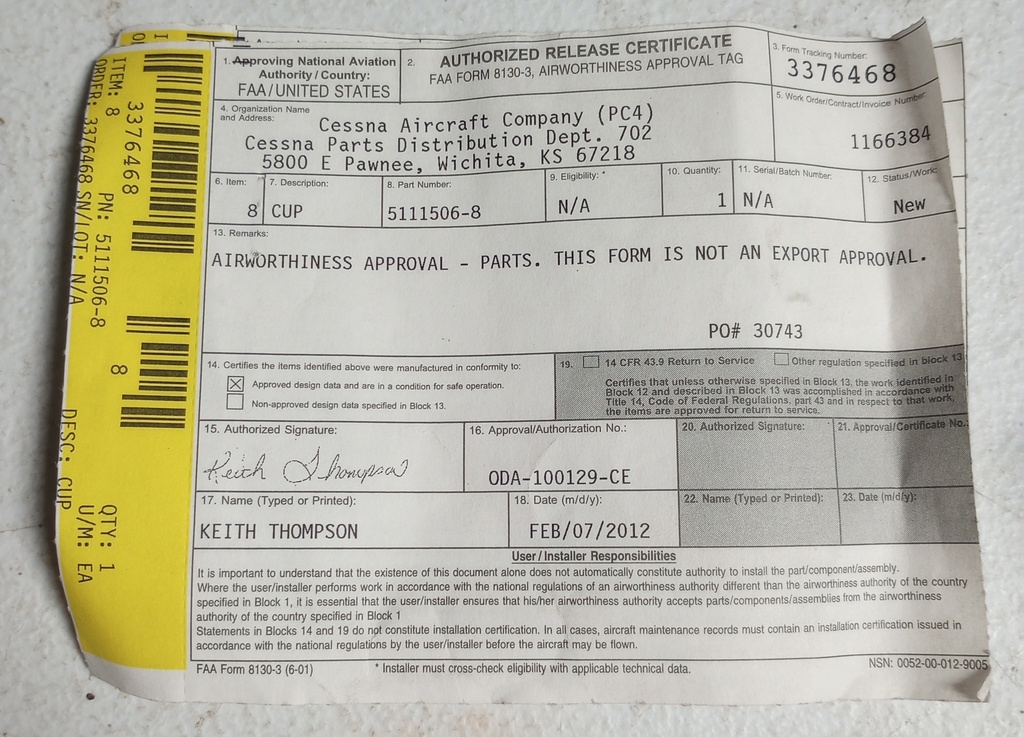 1. Approving National Aviation
Authority / Country:
FAA/UNITED STATES
2.
AUTHORIZED RELEASE CERTIFICATE
FAA FORM 8130-3, AIRWORTHINESS APPROVAL TAG
3. Form Tracking Number:
3376468
4. Organization Name
and Address:
Cessna Aircraft Company (PC4)
Cessna Parts Distribution Dept. 702
5800 E Pawnee, Wichita, KS 67218
5. Work Order/Contract/Invoice Number:
1166384
6. Item:
8
7. Description:
CUP
8. Part Number:
5111506-8
9. Eligibility: *
N/A
10. Quantity:
1
11. Serial/Batch Number:
N/A
12. Status/Work:
New
13. Remarks:
AIRWORTHINESS APPROVAL - PARTS. THIS FORM IS NOT AN EXPORT APPROVAL.
PO# 30743
14. Certifies the items identified above were manufactured in conformity to:
Approved design data and are in a condition for safe operation.
Non-approved design data specified in Block 13.
19. 14 CFR 43.9 Return to Service Other regulation specified in block 13
Certifies that unless otherwise specified in Block 13, the work identified in
Block 12 and described in Block 13 was accomplished in accordance with
Title 14, Code of Federal Regulations, part 43 and in respect to that work,
the items are approved for return to service.
15. Authorized Signature:
Keith Thompson
16. Approval/Authorization No.:
ODA-100129-CE
20. Authorized Signature:
21. Approval/Certificate No.:
17. Name (Typed or Printed):
KEITH THOMPSON
18. Date (m/d/y):
FEB/07/2012
22. Name (Typed or Printed):
23. Date (m/d/y):
User/Installer Responsibilities
It is important to understand that the existence of this document alone does not automatically constitute authority to install the part/component/assembly.
Where the user/installer performs work in accordance with the national regulations of an airworthiness authority different than the airworthiness authority of the country
specified in Block 1, it is essential that the user/installer ensures that his/her airworthiness authority accepts parts/components/assemblies from the airworthiness
authority of the country specified in Block 1
Statements in Blocks 14 and 19 do not constitute installation certification. In all cases, aircraft maintenance records must contain an installation certification issued in
accordance with the national regulations by the user/installer before the aircraft may be flown.
FAA Form 8130-3 (6-01)
* Installer must cross-check eligibility with applicable technical data.
NSN: 0052-00-012-9005
3376468
8
ITEM: 8 PN: 5111506-8 QTY: 1
ORDER: 3376468 SN/LOT: N/A DESC: CUP U/M: EA